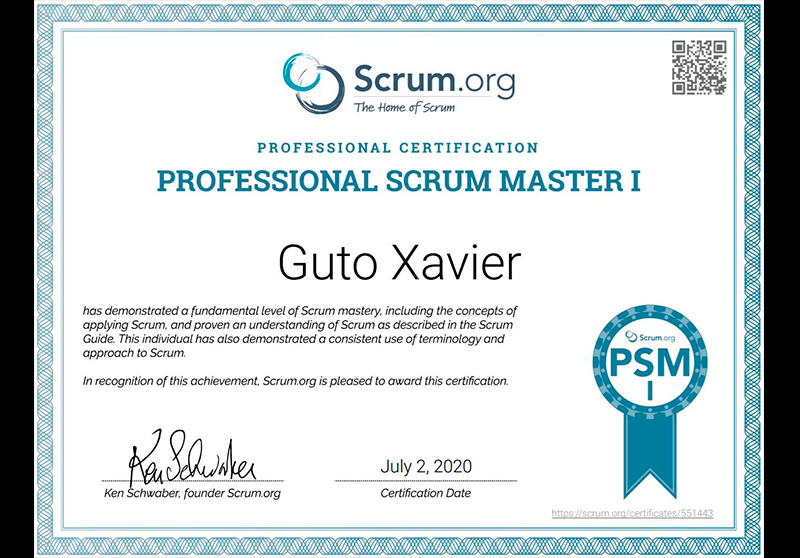 Scrum.org
The Home of Scrum
PROFESSIONAL CERTIFICATION
PROFESSIONAL SCRUM MASTER I
Guto Xavier
has demonstrated a fundamental level of Scrum mastery, including the concepts of
applying Scrum, and proven an understanding of Scrum as described in the Scrum
Guide. This individual has also demonstrated a consistent use of terminology and
approach to Scrum.
In recognition of this achievement, Scrum.org is pleased to award this certification.
Scrum.org
PSM
I
Ken Schwaber
July 2, 2020
Ken Schwaber, founder Scrum.org
Certification Date
https://scrum.org/certificates/551443